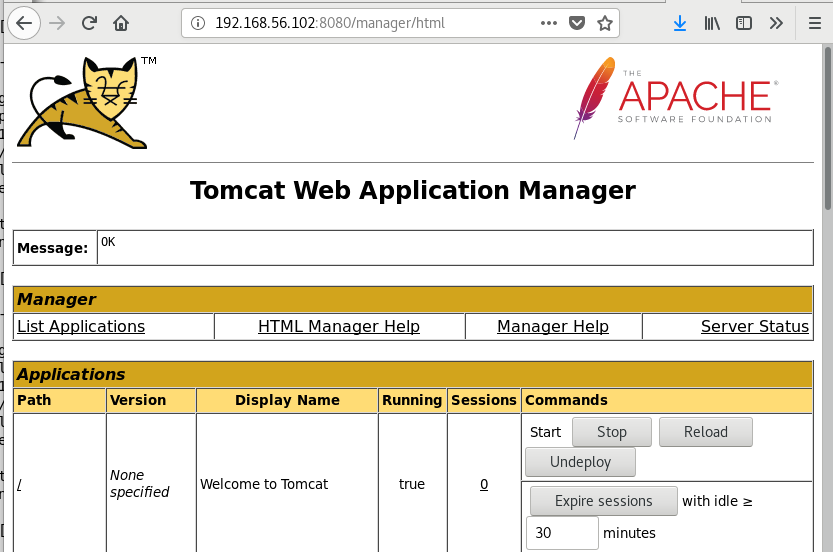 192.168.56.102:8080/manager/html
TM
THE
APACHE®
SOFTWARE FOUNDATION
Tomcat Web Application Manager
Message: OK
Manager
List Applications HTML Manager Help Manager Help Server Status
Applications
Path Version Display Name Running Sessions Commands
/ None specified Welcome to Tomcat true 0 Start Stop Reload
Undeploy
Expire sessions with idle ≥
30 minutes